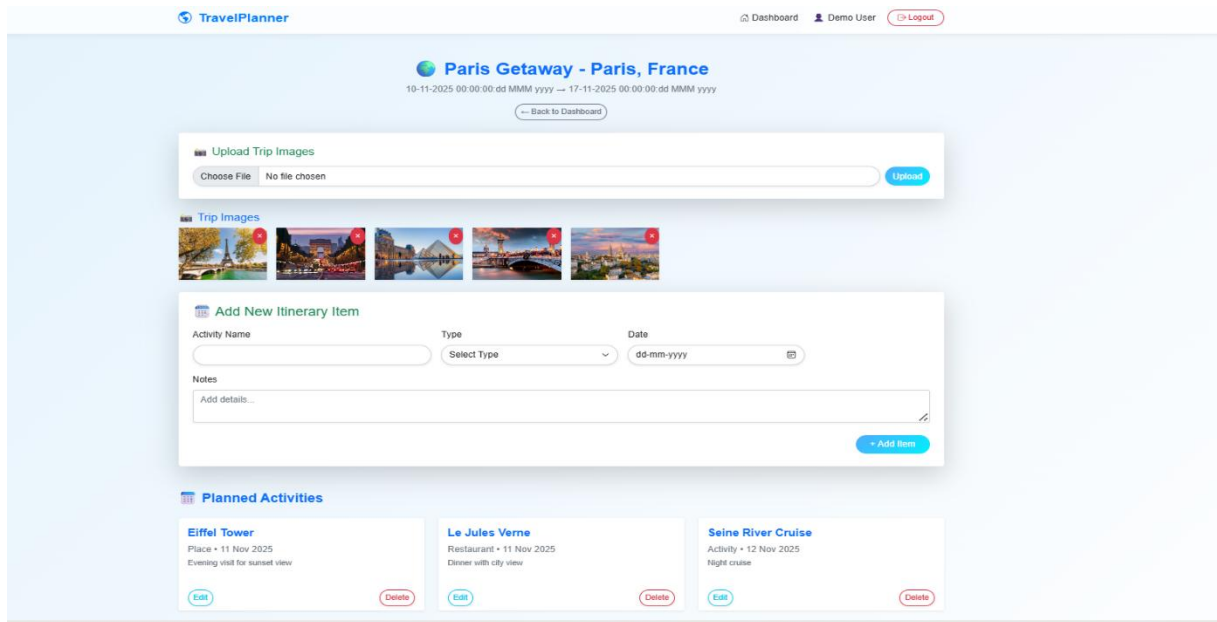 TravelPlanner
Dashboard Demo User Logout
Paris Getaway - Paris, France
10-11-2025 00:00:00:dd MMM yyyy → 17-11-2025 00:00:00:dd MMM yyyy
← Back to Dashboard
Upload Trip Images
Choose File No file chosen Upload
Trip Images
Add New Itinerary Item
Activity Name Type Date
Select Type dd-mm-yyyy
Notes
Add details...
+ Add Item
Planned Activities
Eiffel Tower
Place • 11 Nov 2025
Evening visit for sunset view
Edit Delete
Le Jules Verne
Restaurant • 11 Nov 2025
Dinner with city view
Edit Delete
Seine River Cruise
Activity • 12 Nov 2025
Night cruise
Edit Delete